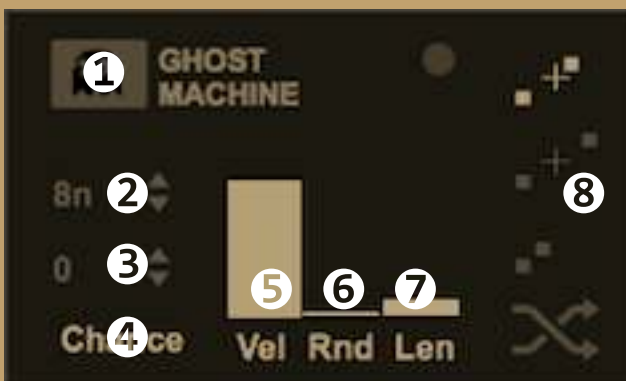 1 GHOST
MACHINE
8n 2
8
0 3
5 6 7
Chance 4
Vel Rnd Len